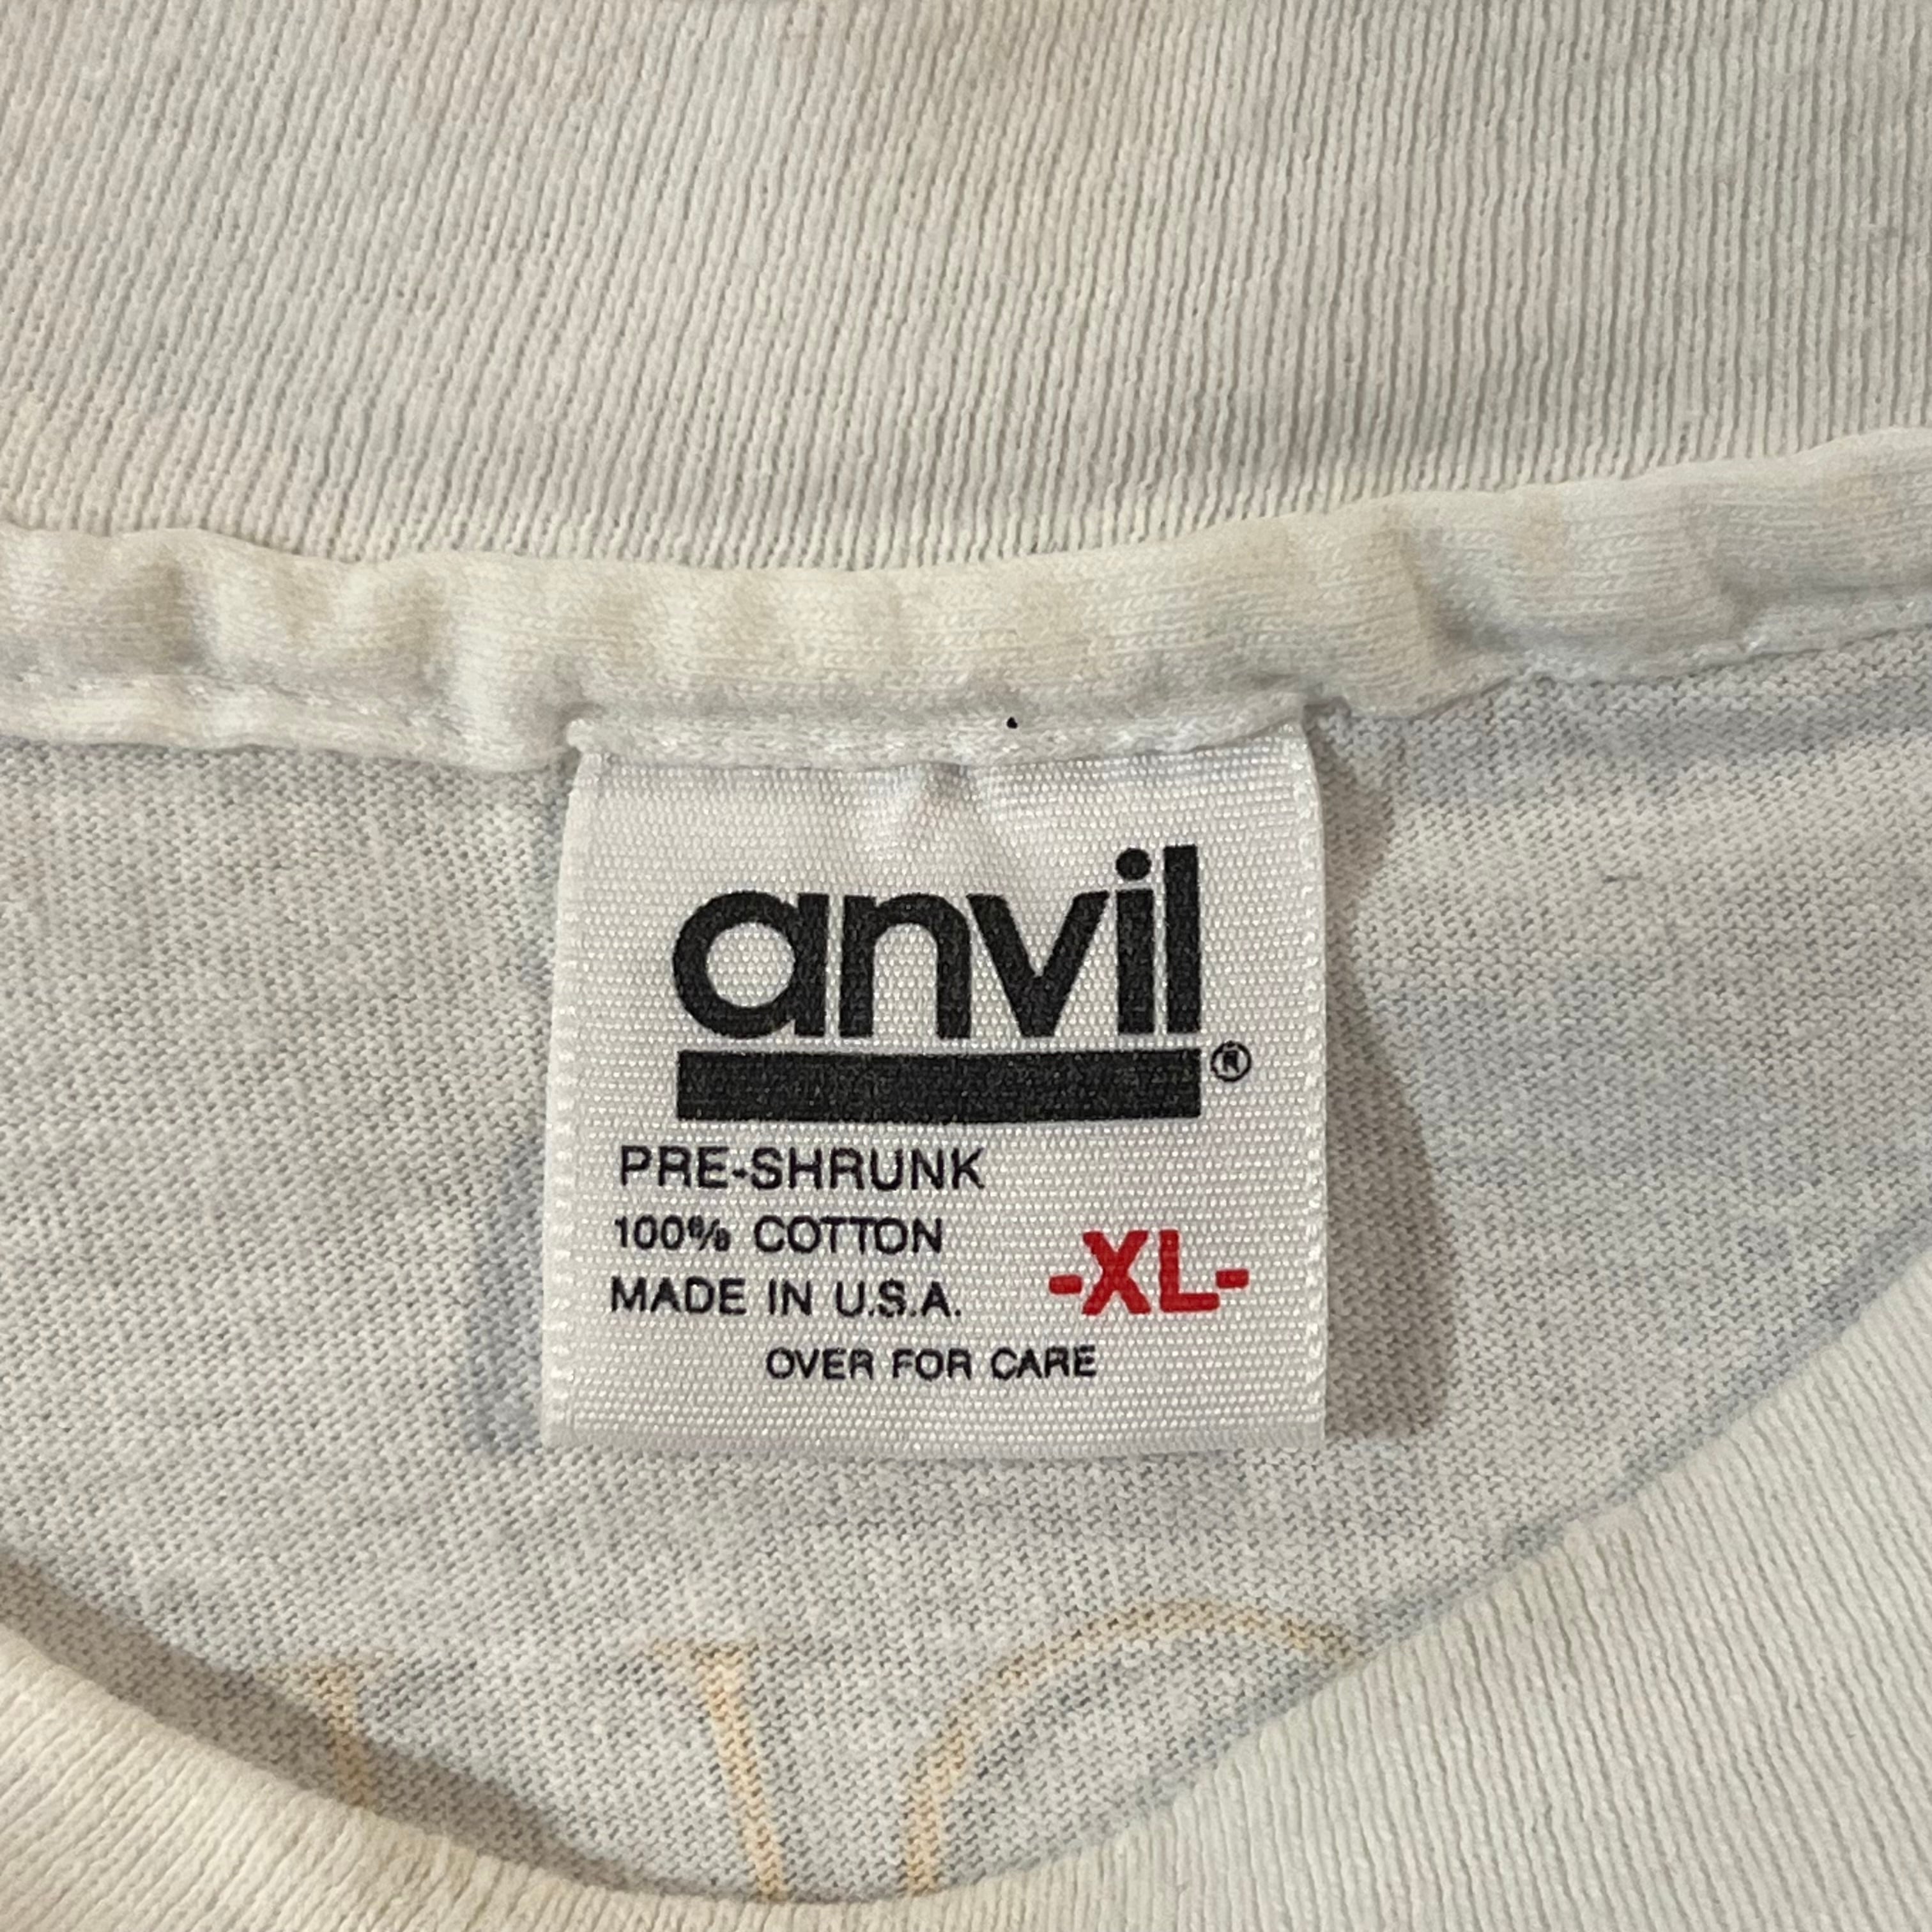 anvil®
PRE-SHRUNK
100% COTTON
MADE IN U.S.A.
-XL-
OVER FOR CARE